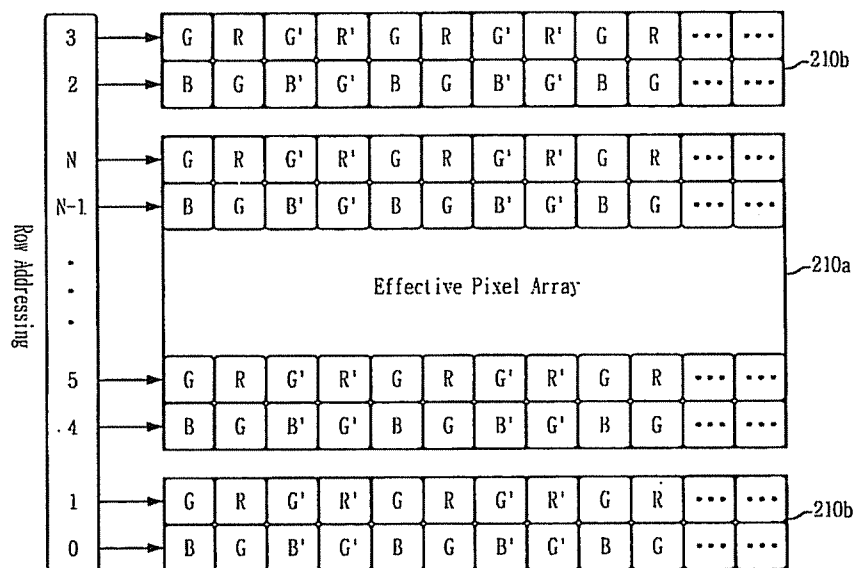 3 G R G' R' G R G' R' G R ... ... 210b
2 B G B' G' B G B' G' B G ... ...
N G R G' R' G R G' R' G R ... ...
N-1 B G B' G' B G B' G' B G ... ...
Row Addressing
Effective Pixel Array
210a
5 G R G' R' G R G' R' G R ... ...
4 B G B' G' B G B' G' B G ... ...
1 G R G' R' G R G' R' G R ... ... 210b
0 B G B' G' B G B' G' B G ... ...